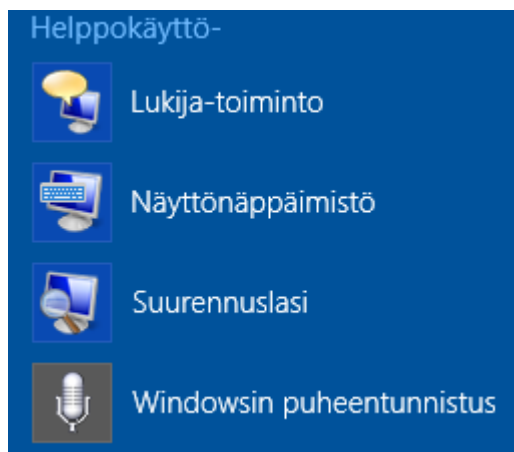 Helppokäyttö-
Lukija-toiminto
Näyttönäppäimistö
Suurennuslasi
Windowsin puheentunnistus